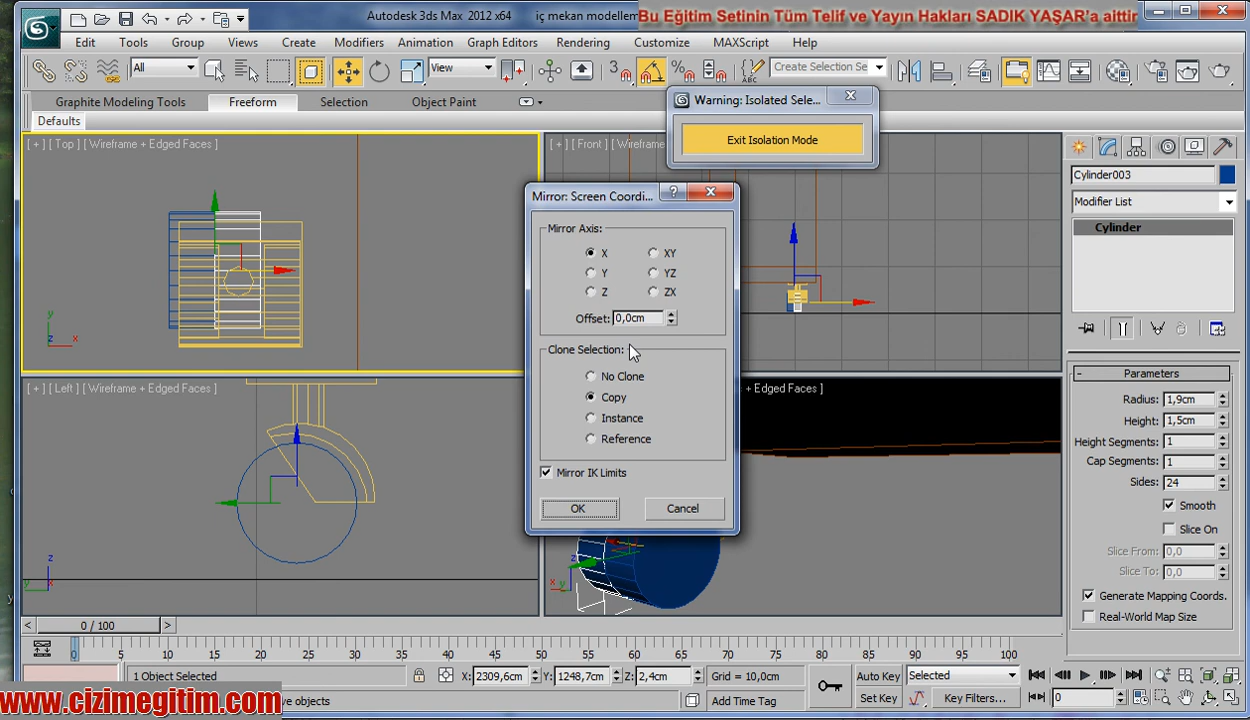 Autodesk 3ds Max 2012 x64
iç mekan modellem
Bu Eğitim Setinin Tüm Telif ve Yayın Hakları SADIK YAŞAR'a aittir
Edit Tools Group Views Create Modifiers Animation Graph Editors Rendering Customize MAXScript Help
All
View
3
ABC
Create Selection Se
Graphite Modeling Tools Freeform Selection Object Paint
Defaults
Warning: Isolated Sele...
Exit Isolation Mode
[ + ] [ Top ] [ Wireframe + Edged Faces ]
[ + ] [ Front ] [ Wireframe
Mirror: Screen Coordi...
Mirror Axis:
X XY
Y YZ
Z ZX
Offset: 0,0cm
Clone Selection:
No Clone
Copy
Instance
Reference
Mirror IK Limits
OK Cancel
[ + ] [ Left ] [ Wireframe + Edged Faces ]
+ Edged Faces ]
Cylinder003
Modifier List
Cylinder
- Parameters
Radius: 1,9cm
Height: 1,5cm
Height Segments: 1
Cap Segments: 1
Sides: 24
Smooth
Slice On
Slice From: 0,0
Slice To: 0,0
Generate Mapping Coords.
Real-World Map Size
y
z
x
z
y
z
x
< 0 / 100 >
0 5 10 15 20 25 30 35 40 45 50 55 60 65 70 75 80 85 90 95 100
1 Object Selected
X: 2309,6cm Y: 1248,7cm Z: 2,4cm Grid = 10,0cm
Auto Key Selected
ve objects
Add Time Tag
Set Key Key Filters... 0
www.cizimegitim.com